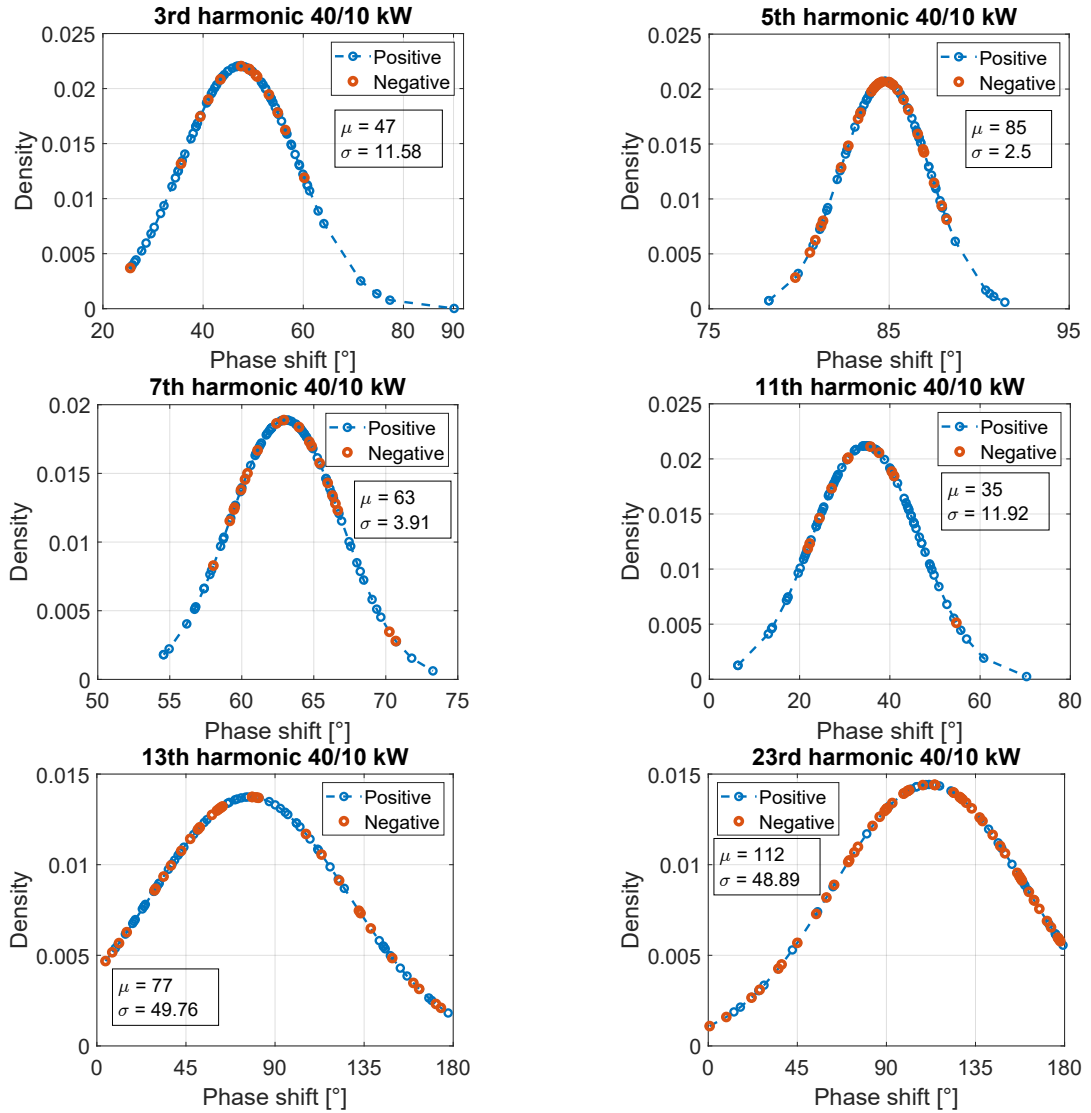 3rd harmonic 40/10 kW
0.025
0.02
0.015
0.01
0.005
0
Density
Positive
Negative
μ = 47
σ = 11.58
20 40 60 80 90
Phase shift [°]
5th harmonic 40/10 kW
0.025
0.02
0.015
0.01
0.005
0
Density
Positive
Negative
μ = 85
σ = 2.5
75 85 95
Phase shift [°]
7th harmonic 40/10 kW
0.02
0.015
0.01
0.005
0
Density
Positive
Negative
μ = 63
σ = 3.91
50 55 60 65 70 75
Phase shift [°]
11th harmonic 40/10 kW
0.025
0.02
0.015
0.01
0.005
0
Density
Positive
Negative
μ = 35
σ = 11.92
0 20 40 60 80
Phase shift [°]
13th harmonic 40/10 kW
0.015
0.01
0.005
0
Density
Positive
Negative
μ = 77
σ = 49.76
0 45 90 135 180
Phase shift [°]
23rd harmonic 40/10 kW
0.015
0.01
0.005
0
Density
Positive
Negative
μ = 112
σ = 48.89
0 45 90 135 180
Phase shift [°]